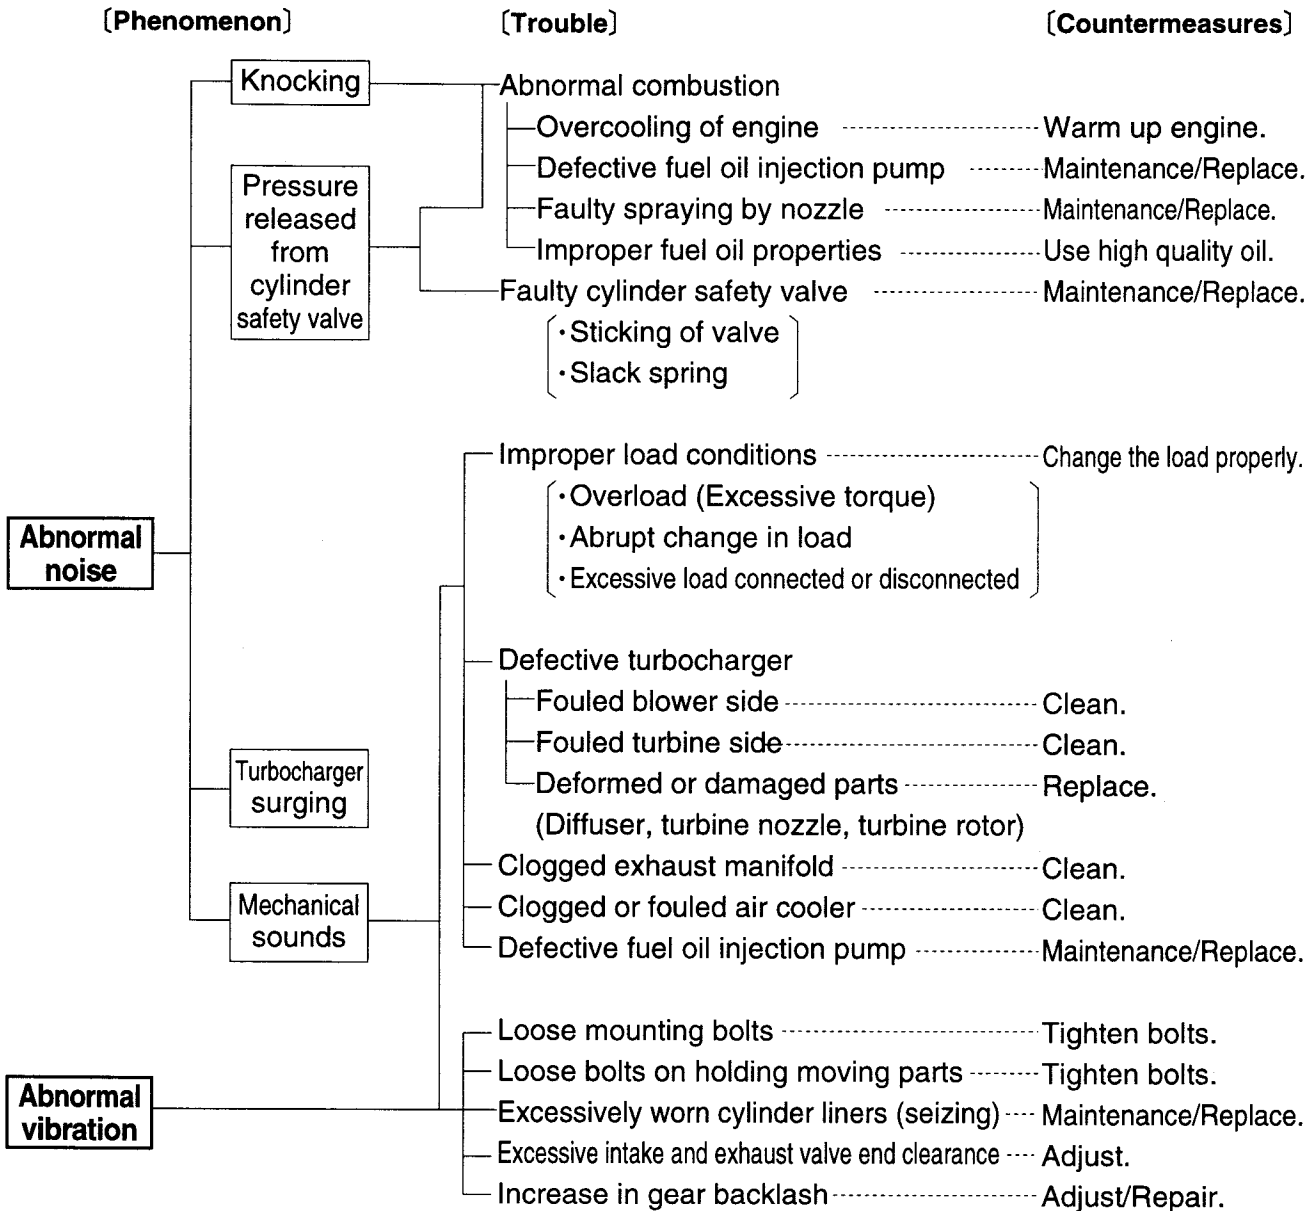 〔Phenomenon〕 〔Trouble〕 〔Countermeasures〕
Knocking
Abnormal combustion
Overcooling of engine Warm up engine.
Defective fuel oil injection pump Maintenance/Replace.
Pressure
released
from
cylinder
safety valve
Faulty spraying by nozzle Maintenance/Replace.
Improper fuel oil properties Use high quality oil.
Faulty cylinder safety valve Maintenance/Replace.
・Sticking of valve
・Slack spring
Improper load conditions Change the load properly.
・Overload (Excessive torque)
・Abrupt change in load
・Excessive load connected or disconnected
Abnormal
noise
Defective turbocharger
Fouled blower side Clean.
Fouled turbine side Clean.
Deformed or damaged parts Replace.
(Diffuser, turbine nozzle, turbine rotor)
Turbocharger
surging
Clogged exhaust manifold Clean.
Clogged or fouled air cooler Clean.
Defective fuel oil injection pump Maintenance/Replace.
Mechanical
sounds
Loose mounting bolts Tighten bolts.
Loose bolts on holding moving parts Tighten bolts.
Excessively worn cylinder liners (seizing) Maintenance/Replace.
Excessive intake and exhaust valve end clearance Adjust.
Increase in gear backlash Adjust/Repair.
Abnormal
vibration